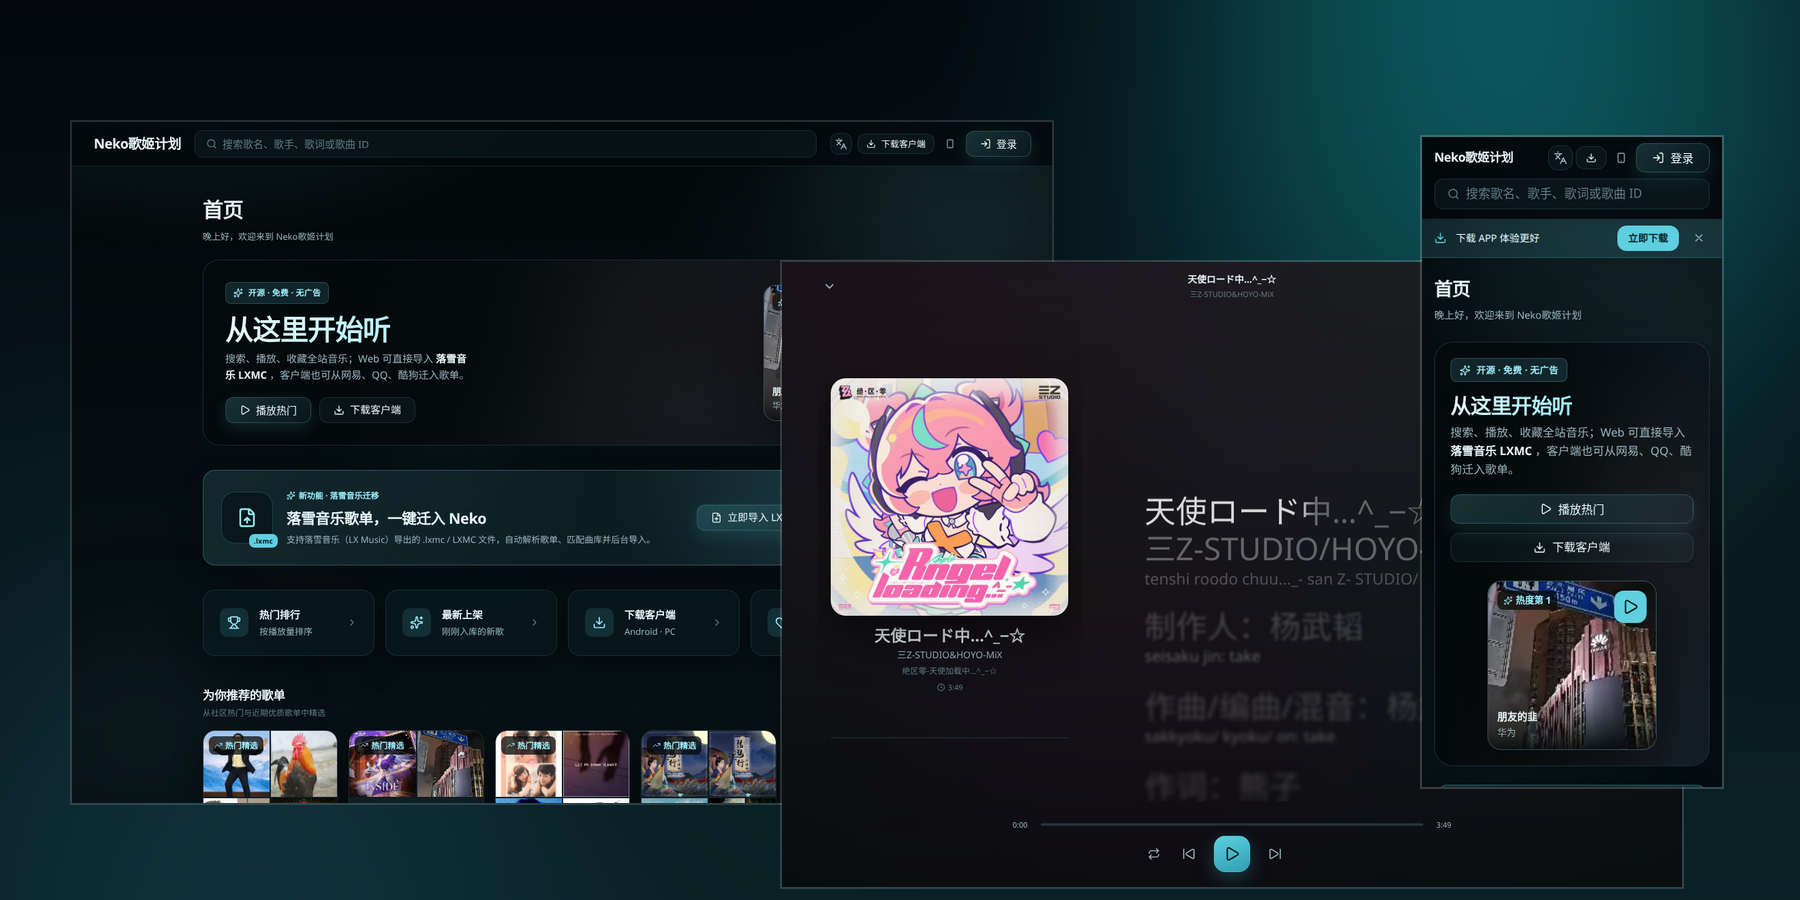 Neko歌姬计划
搜索歌名、歌手、歌词或歌曲 ID
下载客户端
登录
首页
晚上好，欢迎来到 Neko歌姬计划
开源 · 免费 · 无广告
从这里开始听
搜索、播放、收藏全站音乐；Web 可直接导入 落雪音
乐 LXMC ，客户端也可从网易、QQ、酷狗迁入歌单。
播放热门
下载客户端
新功能 · 落雪音乐迁移
落雪音乐歌单，一键迁入 Neko
支持落雪音乐（LX Music）导出的 .lxmc / LXMC 文件，自动解析歌单、匹配曲库并后台导入。
.lxmc
立即导入 LX
热门排行
按播放量排序
最新上架
刚刚入库的新歌
下载客户端
Android · PC
为你推荐的歌单
从社区热门与近期优质歌单中精选
热门精选
热门精选
热门精选
热门精选
天使ロード中...^_−☆
三Z-STUDIO&HOYO-MiX
绝·区·零
三Z
STUDIO
Angel
loading...
天使ロード中...^_−☆
三Z-STUDIO&HOYO-MiX
绝区零-天使加载中...^_−☆
3:49
天使ロード中...^_−☆
三Z-STUDIO/HOYO-
tenshi roodo chuu..._- san Z- STUDIO/
制作人：杨武韬
seisaku jin: take
作曲/编曲/混音：杨
sakkyoku/ kyoku/ on: take
作词：熊子
0:00
3:49
Neko歌姬计划
登录
搜索歌名、歌手、歌词或歌曲 ID
下载 APP 体验更好
立即下载
首页
晚上好，欢迎来到 Neko歌姬计划
开源 · 免费 · 无广告
从这里开始听
搜索、播放、收藏全站音乐；Web 可直接导入
落雪音乐 LXMC ，客户端也可从网易、QQ、酷
狗迁入歌单。
播放热门
下载客户端
热度第 1
50m
HUAWEI
朋友的韭
华为